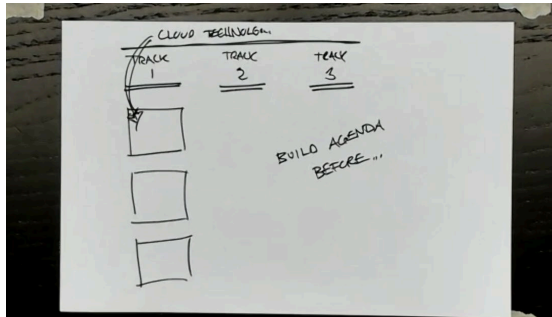 CLOUD TECHNOLOGY...
TRACK TRACK TRACK
1 2 3
BUILD AGENDA
BEFORE...